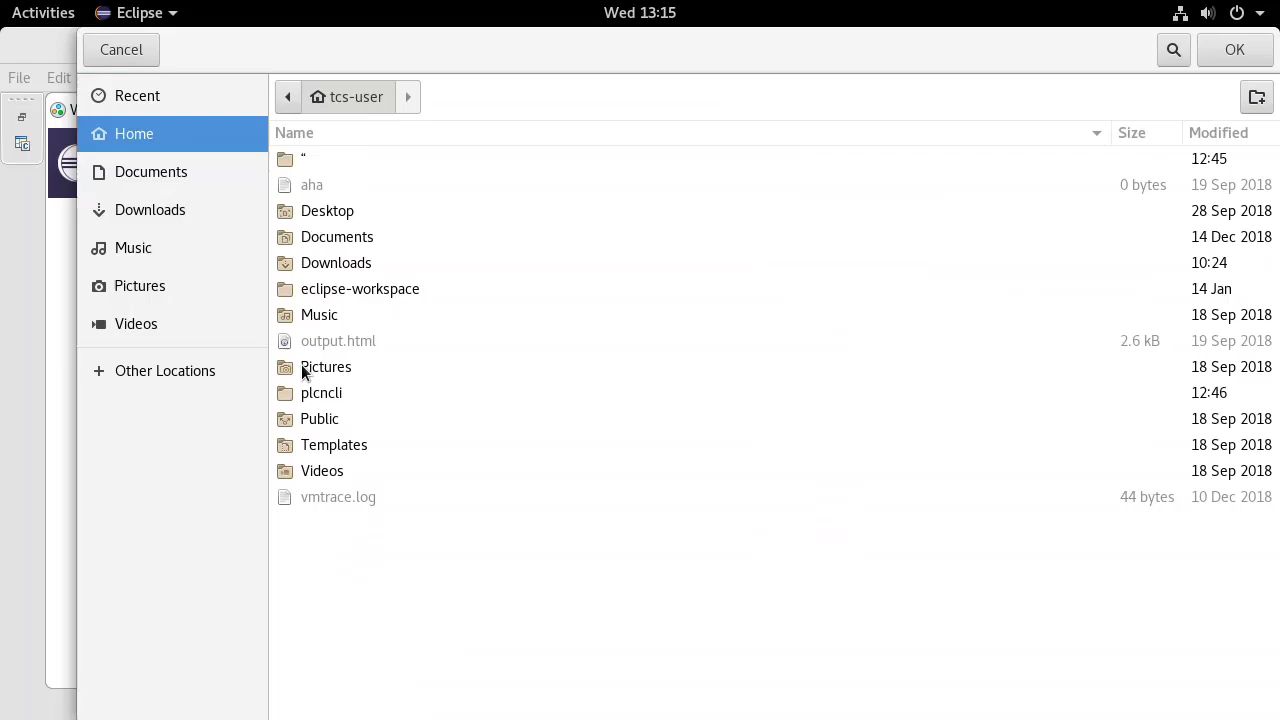 Activities Eclipse Wed 13:15
Cancel OK
File Edit
W
Recent
Home
Documents
Downloads
Music
Pictures
Videos
Other Locations
tcs-user
Name Size Modified
“ 12:45
aha 0 bytes 19 Sep 2018
Desktop 28 Sep 2018
Documents 14 Dec 2018
Downloads 10:24
eclipse-workspace 14 Jan
Music 18 Sep 2018
output.html 2.6 kB 19 Sep 2018
Pictures 18 Sep 2018
plcncli 12:46
Public 18 Sep 2018
Templates 18 Sep 2018
Videos 18 Sep 2018
vmtrace.log 44 bytes 10 Dec 2018